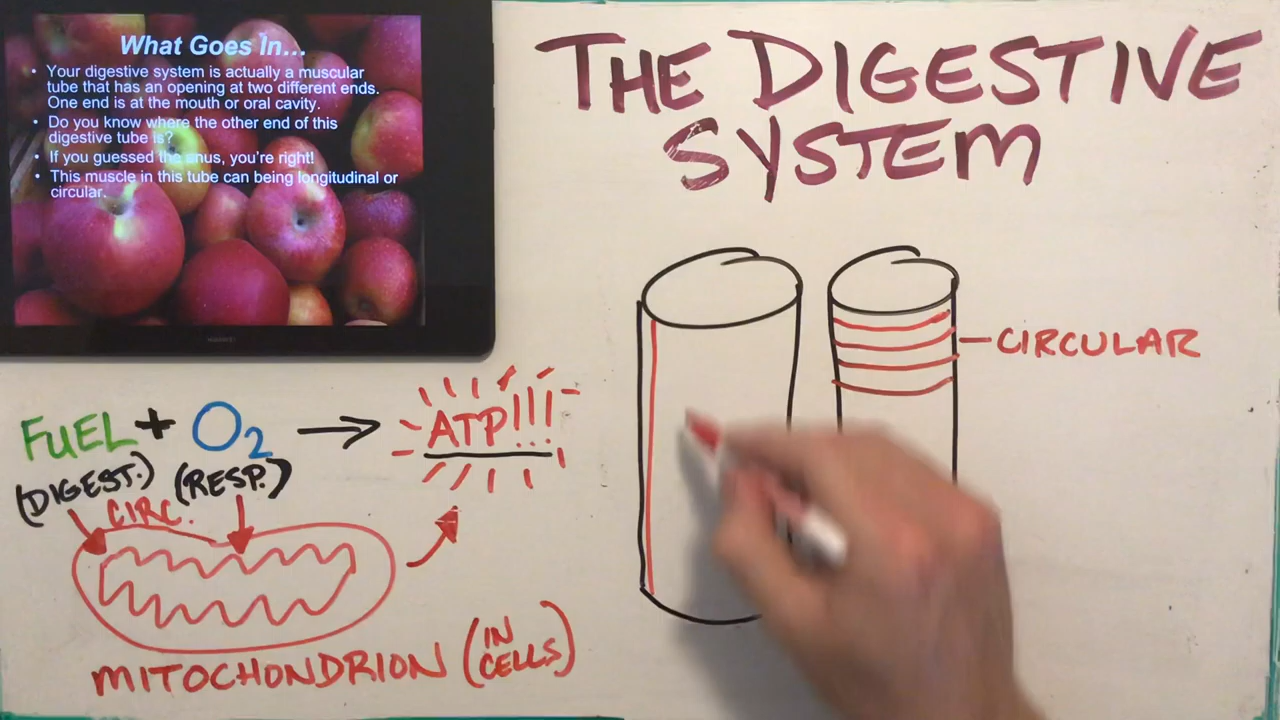 What Goes In…
• Your digestive system is actually a muscular
tube that has an opening at two different ends.
One end is at the mouth or oral cavity.
• Do you know where the other end of this
digestive tube is?
• If you guessed the anus, you're right!
• This muscle in this tube can being longitudinal or
circular.
THE DIGESTIVE
SYSTEM
CIRCULAR
FUEL + O2 → ATP!!!
(DIGEST.) (RESP.)
CIRC.
MITOCHONDRION (IN
CELLS)